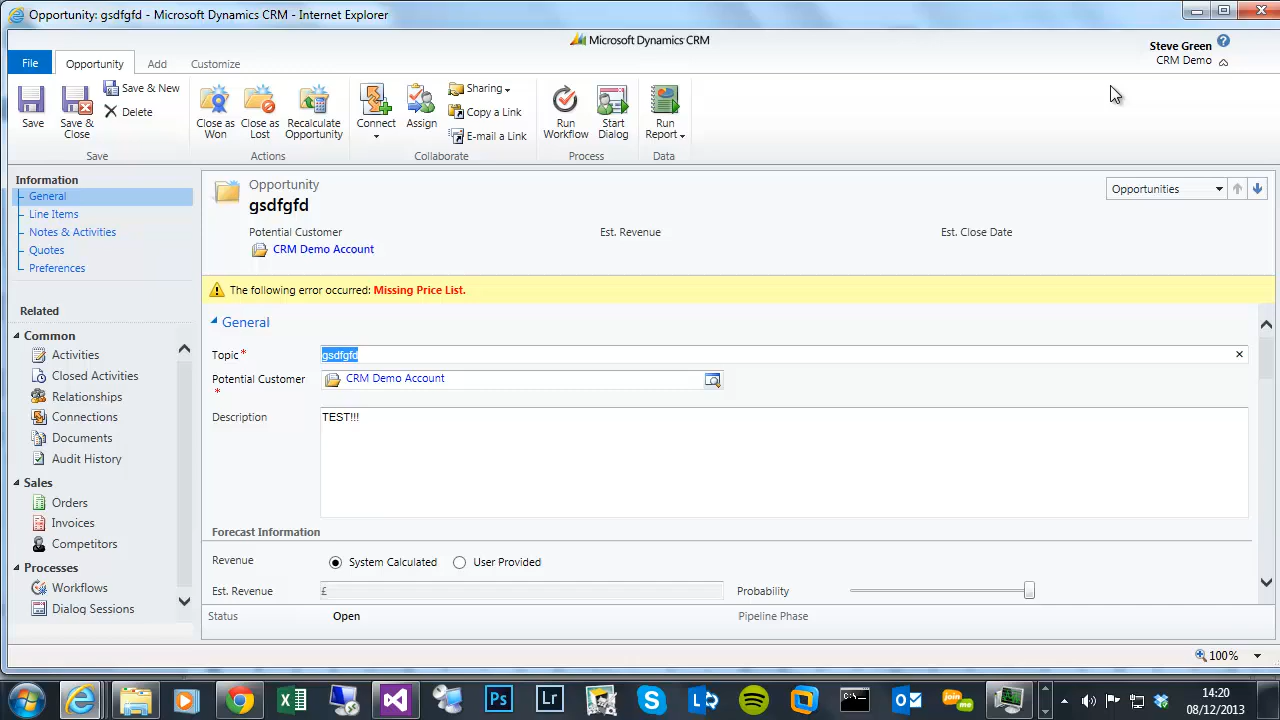 Opportunity: gsdfgfd - Microsoft Dynamics CRM - Internet Explorer
Microsoft Dynamics CRM
Steve Green
CRM Demo
File
Opportunity
Add
Customize
Save
Save & Close
Save & New
Delete
Save
Close as Won
Close as Lost
Recalculate Opportunity
Actions
Connect
Assign
Sharing
Copy a Link
E-mail a Link
Collaborate
Run Workflow
Start Dialog
Process
Run Report
Data
Information
General
Line Items
Notes & Activities
Quotes
Preferences
Related
Common
Activities
Closed Activities
Relationships
Connections
Documents
Audit History
Sales
Orders
Invoices
Competitors
Processes
Workflows
Dialog Sessions
Opportunity
gsdfgfd
Opportunities
Potential Customer
Est. Revenue
Est. Close Date
CRM Demo Account
The following error occurred: Missing Price List.
General
Topic*
gsdfgfd
Potential Customer
*
CRM Demo Account
Description
TEST!!!
Forecast Information
Revenue
System Calculated
User Provided
Est. Revenue
£
Probability
Status
Open
Pipeline Phase
100%
Ps
Lr
join me
14:20
08/12/2013